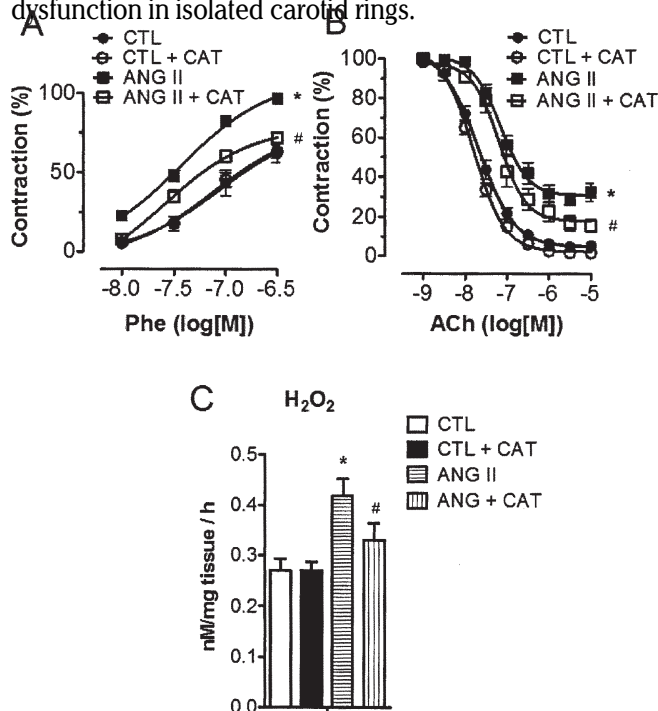 dysfunction in isolated carotid rings.
A
CTL
CTL + CAT
ANG II
ANG II + CAT
Contraction (%)
100
50
0
*
#
-8.0 -7.5 -7.0 -6.5
Phe (log[M])
B
CTL
CTL + CAT
ANG II
ANG II + CAT
Contraction (%)
100
80
60
40
20
0
*
#
-9 -8 -7 -6 -5
ACh (log[M])
C
H₂O₂
CTL
CTL + CAT
ANG II
ANG + CAT
nM/mg tissue / h
0.5
0.4
0.3
0.2
0.1
0.0
*
#